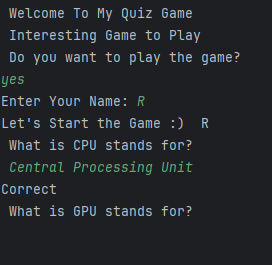 Welcome To My Quiz Game
Interesting Game to Play
Do you want to play the game?
yes
Enter Your Name: R
Let's Start the Game :)  R
What is CPU stands for?
Central Processing Unit
Correct
What is GPU stands for?